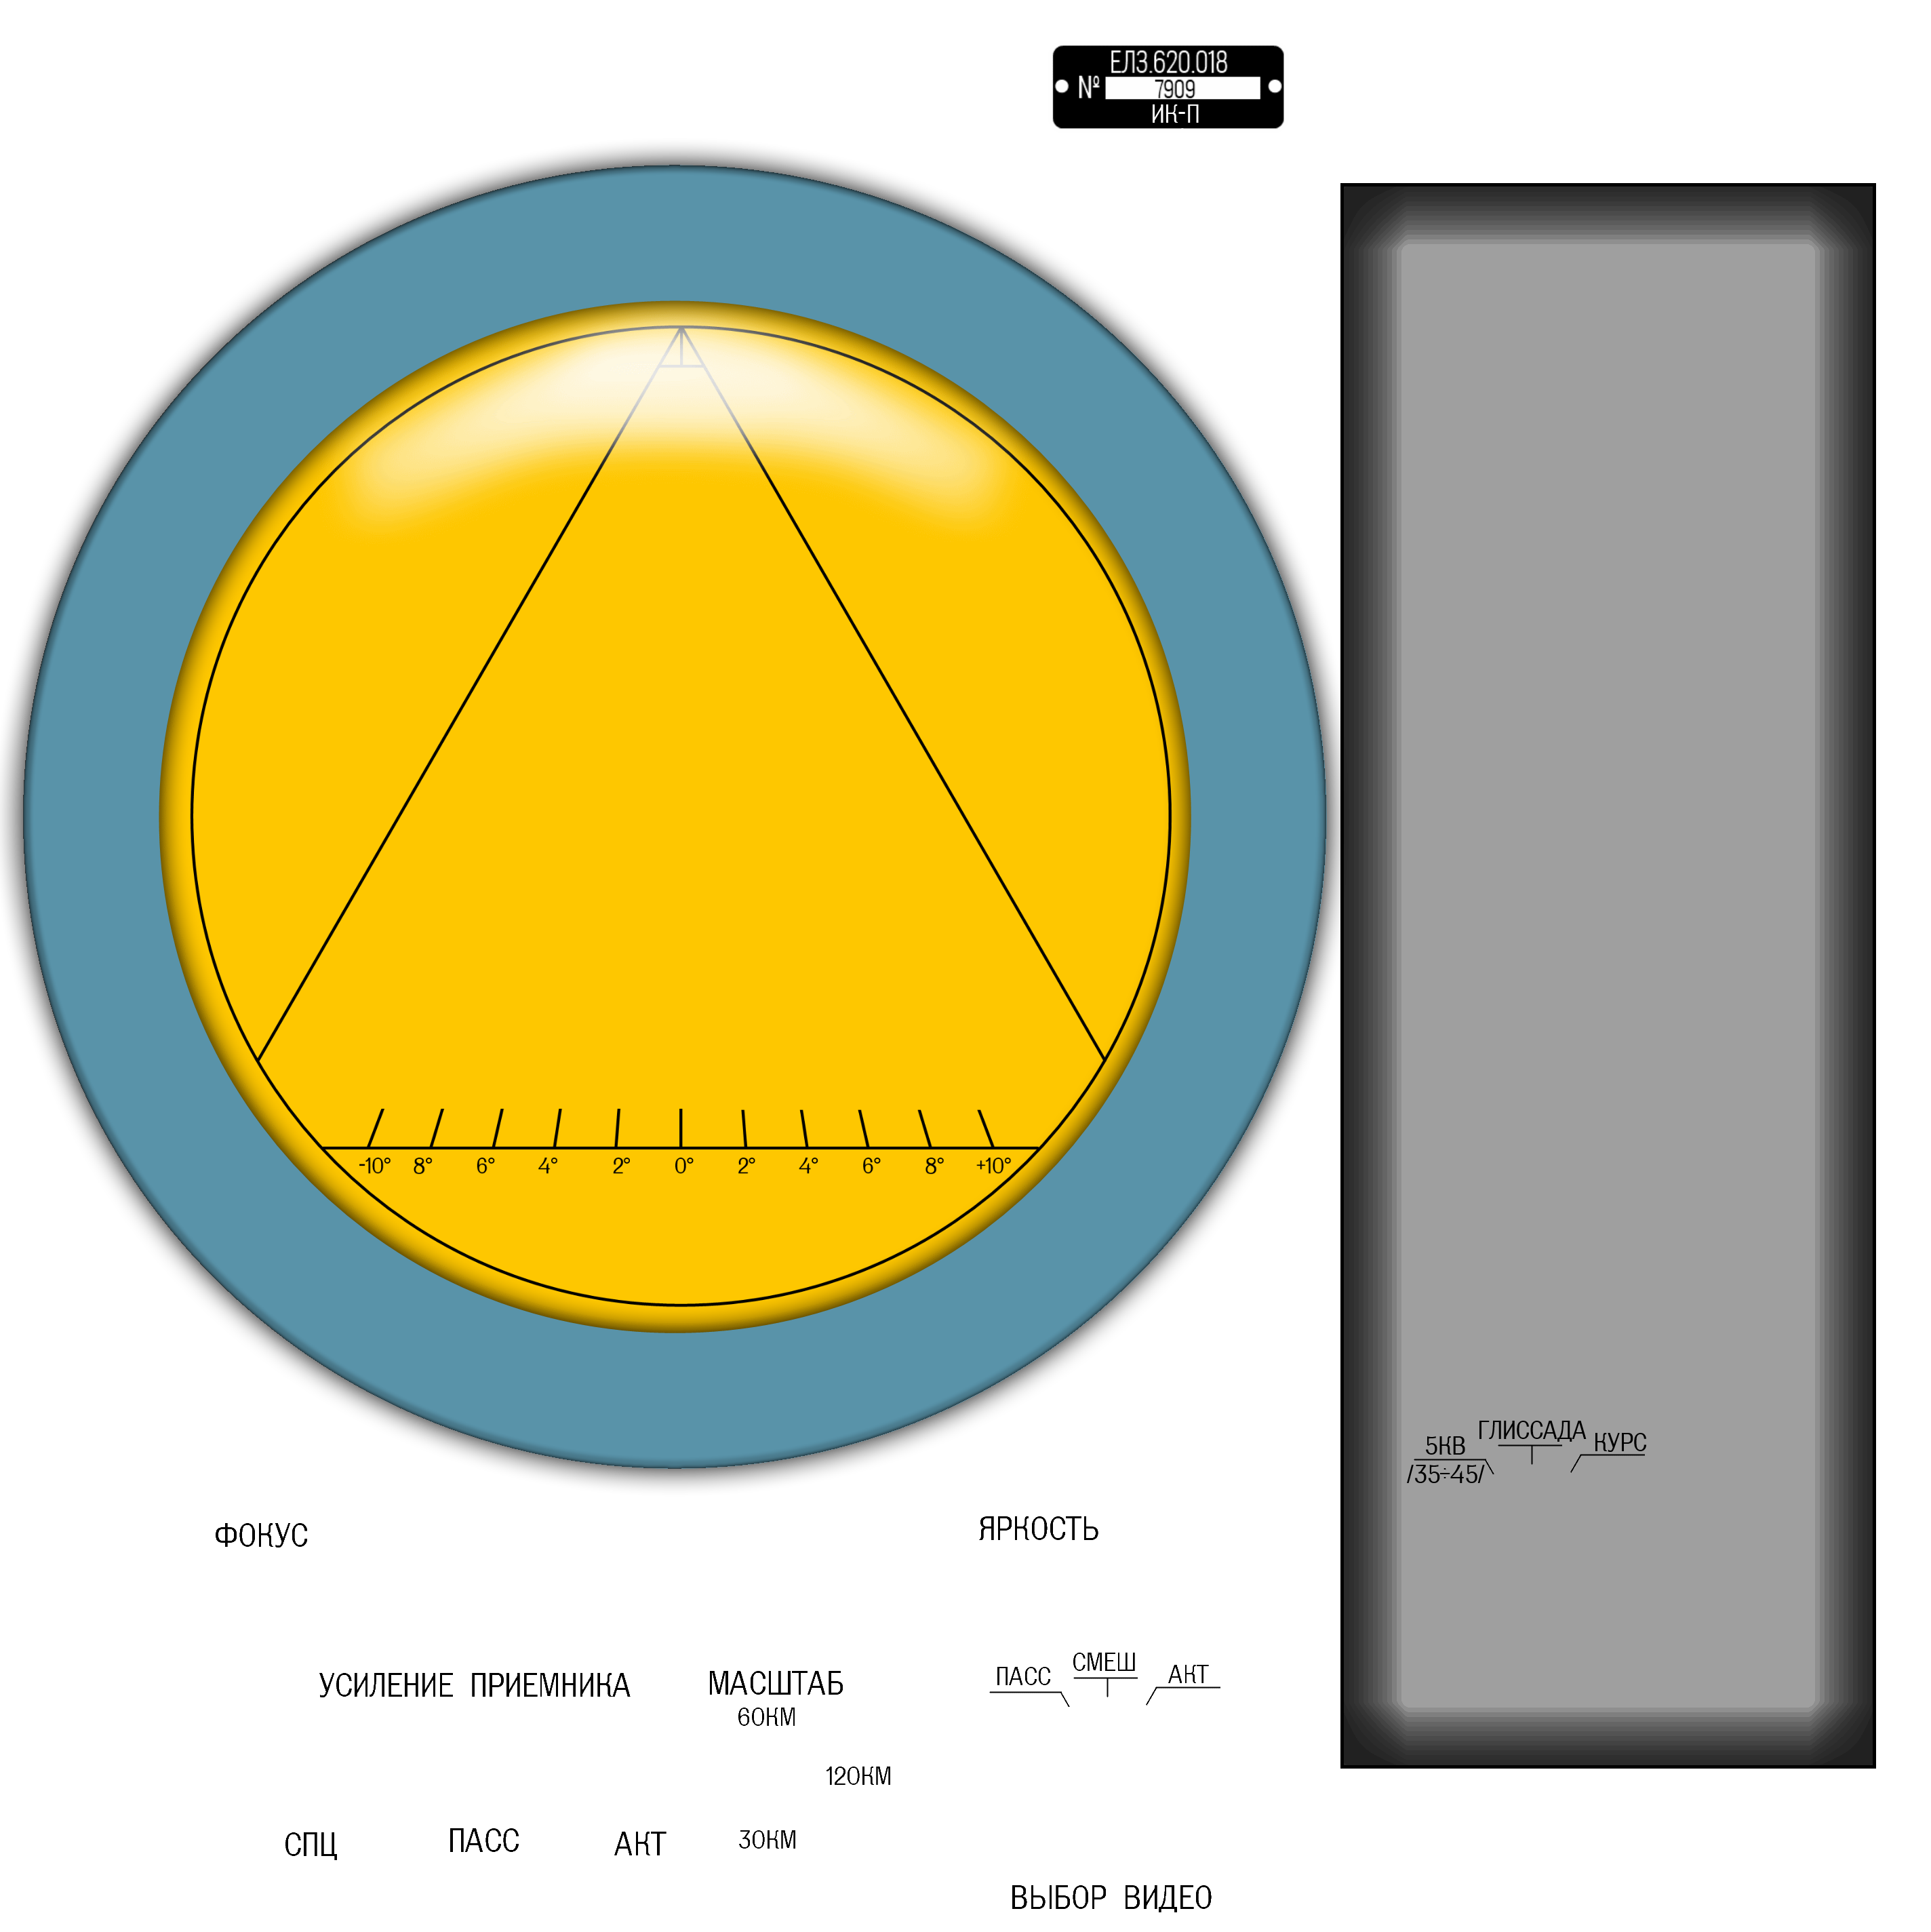 ЕЛ3.620.018
№ 7909
ИК-П
-10° 8° 6° 4° 2° 0° 2° 4° 6° 8° +10°
5КВ ГЛИССАДА КУРС
/35÷45/
ФОКУС ЯРКОСТЬ
УСИЛЕНИЕ ПРИЕМНИКА МАСШТАБ ПАСС СМЕШ АКТ
60КМ
120КМ
СПЦ ПАСС АКТ 30КМ
ВЫБОР ВИДЕО